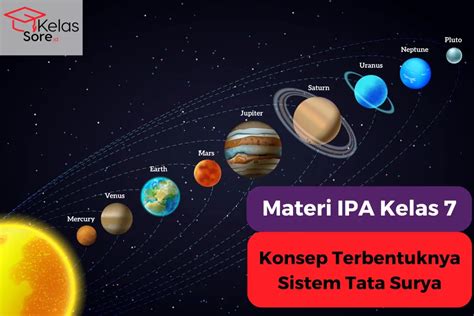 Kelas
Sore.id
Pluto
Neptune
Uranus
Saturn
Jupiter
Mars
Earth
Venus
Mercury
Materi IPA Kelas 7
Konsep Terbentuknya
Sistem Tata Surya